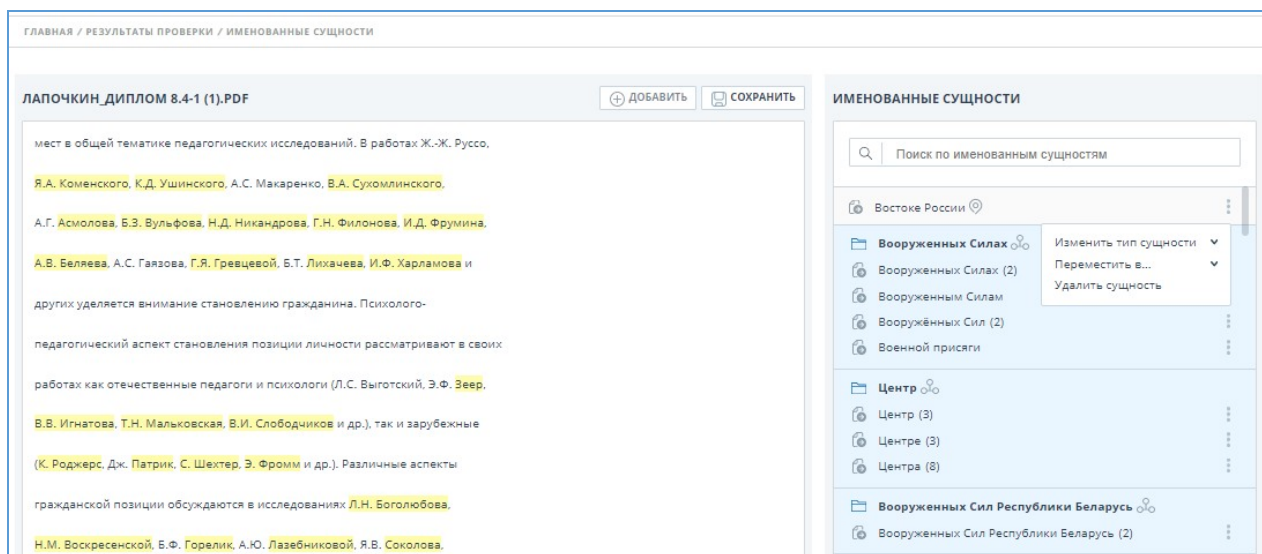 ГЛАВНАЯ / РЕЗУЛЬТАТЫ ПРОВЕРКИ / ИМЕНОВАННЫЕ СУЩНОСТИ
ЛАПОЧКИН_ДИПЛОМ 8.4-1 (1).PDF
ДОБАВИТЬ
СОХРАНИТЬ
мест в общей тематике педагогических исследований. В работах Ж.-Ж. Руссо,
Я.А. Коменского, К.Д. Ушинского, А.С. Макаренко, В.А. Сухомлинского,
А.Г. Асмолова, Б.З. Вульфова, Н.Д. Никандрова, Г.Н. Филонова, И.Д. Фрумина,
А.В. Беляева, А.С. Гаязова, Г.Я. Гревцевой, Б.Т. Лихачева, И.Ф. Харламова и
других уделяется внимание становлению гражданина. Психолого-
педагогический аспект становления позиции личности рассматривают в своих
работах как отечественные педагоги и психологи (Л.С. Выготский, Э.Ф. Зеер,
В.В. Игнатова, Т.Н. Мальковская, В.И. Слободчиков и др.), так и зарубежные
(К. Роджерс, Дж. Патрик, С. Шехтер, Э. Фромм и др.). Различные аспекты
гражданской позиции обсуждаются в исследованиях Л.Н. Боголюбова,
Н.М. Воскресенской, Б.Ф. Горелик, А.Ю. Лазебниковой, Я.В. Соколова,
ИМЕНОВАННЫЕ СУЩНОСТИ
Поиск по именованным сущностям
Востоке России
Вооруженных Силах
Вооруженных Силах (2)
Вооруженным Силам
Вооружённых Сил (2)
Военной присяги
Изменить тип сущности
Переместить в...
Удалить сущность
Центр
Центр (3)
Центре (3)
Центра (8)
Вооруженных Сил Республики Беларусь
Вооруженных Сил Республики Беларусь (2)